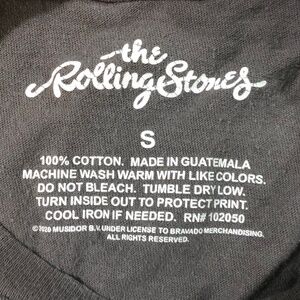 the
Rolling Stones
S
100% COTTON. MADE IN GUATEMALA
MACHINE WASH WARM WITH LIKE COLORS.
DO NOT BLEACH. TUMBLE DRY LOW.
TURN INSIDE OUT TO PROTECT PRINT.
COOL IRON IF NEEDED. RN# 102050
© 2020 MUSIDOR B.V. UNDER LICENSE TO BRAVADO MERCHANDISING.
ALL RIGHTS RESERVED.